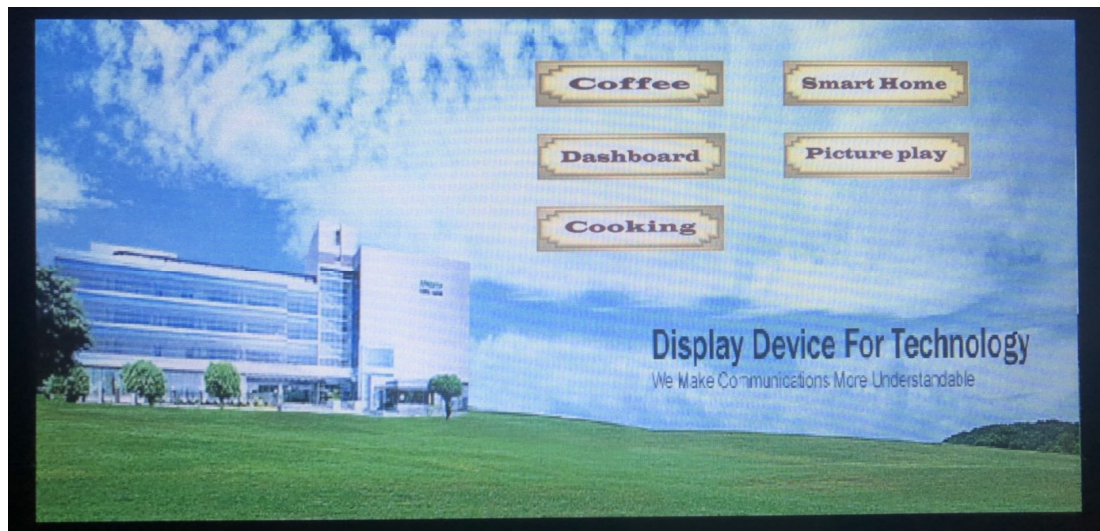 Coffee
Smart Home
Dashboard
Picture play
Cooking
Display Device For Technology
We Make Communications More Understandable